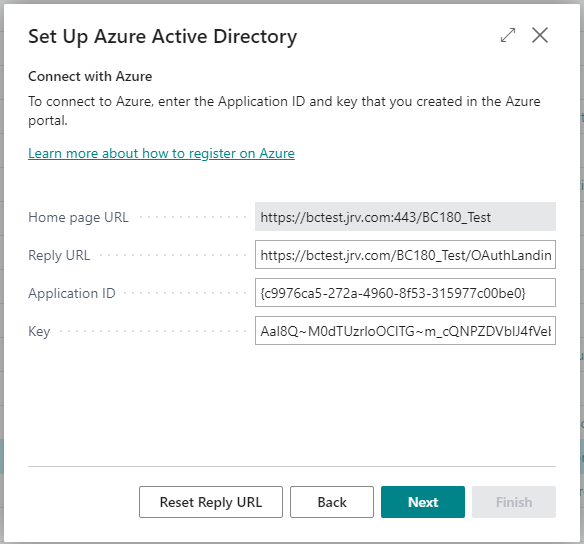 Set Up Azure Active Directory
Connect with Azure
To connect to Azure, enter the Application ID and key that you created in the Azure
portal.
Learn more about how to register on Azure
Home page URL https://bctest.jrv.com:443/BC180_Test
Reply URL https://bctest.jrv.com/BC180_Test/OAuthLandin
Application ID {c9976ca5-272a-4960-8f53-315977c00be0}
Key
Reset Reply URL Back Next Finish